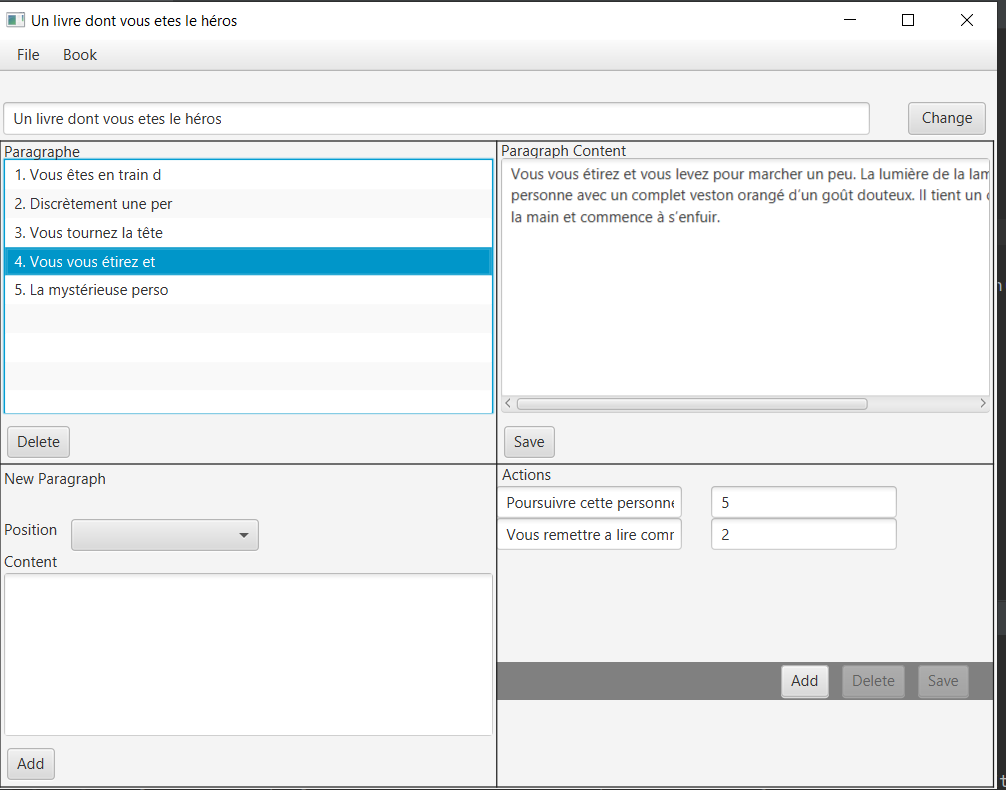 Un livre dont vous etes le héros
File Book
Un livre dont vous etes le héros Change
Paragraphe
1. Vous êtes en train d
2. Discrètement une per
3. Vous tournez la tête
4. Vous vous étirez et
5. La mystérieuse perso
Delete
Paragraph Content
Vous vous étirez et vous levez pour marcher un peu. La lumière de la lam
personne avec un complet veston orangé d'un goût douteux. Il tient un
la main et commence à s'enfuir.
Save
New Paragraph
Position
Content
Add
Actions
Poursuivre cette personne 5
Vous remettre a lire comm 2
Add Delete Save